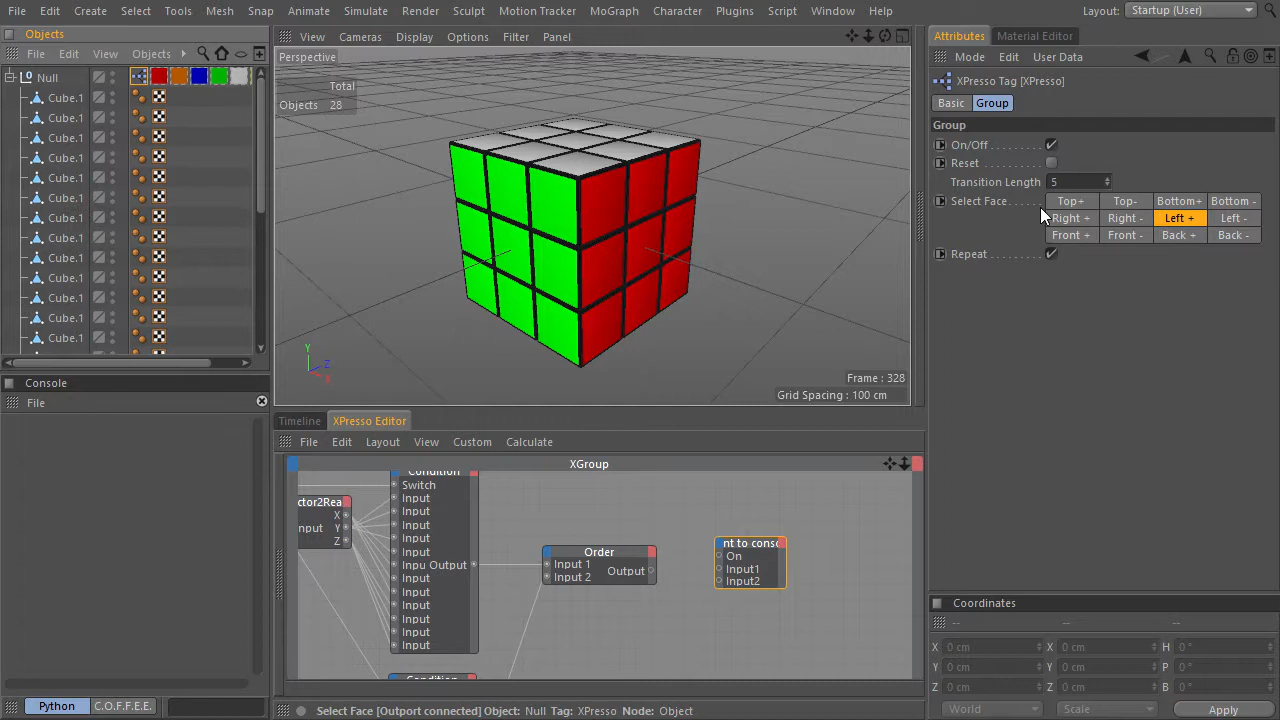 File Edit Create Select Tools Mesh Snap Animate Simulate Render Sculpt Motion Tracker MoGraph Character Plugins Script Window Help Layout: Startup (User)
Objects
File Edit View Objects
Null
Cube.1
Cube.1
Cube.1
Cube.1
Cube.1
Cube.1
Cube.1
Cube.1
Cube.1
Cube.1
Cube.1
Cube.1
Cube.1
Console
File
Python C.O.F.F.E.E.
View Cameras Display Options Filter Panel
Perspective
Total
Objects 28
Y
Z
X
Frame : 328
Grid Spacing : 100 cm
Timeline XPresso Editor
File Edit Layout View Custom Calculate
XGroup
ctor2Rea
X
nput Y
Z
Condition
Switch
Input
Input
Input
Input
Input
Inpu Output
Input
Input
Input
Input
Input
Input
Condition
Order
Input 1
Input 2 Output
nt to consc
On
Input1
Input2
Select Face [Outport connected] Object: Null Tag: XPresso Node: Object
Attributes Material Editor
Mode Edit User Data
XPresso Tag [XPresso]
Basic Group
Group
On/Off . . . . . . . .
Reset . . . . . . . .
Transition Length 5
Select Face. . . . . Top+ Top- Bottom+ Bottom -
Right + Right - Left + Left -
Front + Front - Back + Back -
Repeat . . . . . . . .
Coordinates
-- -- --
X 0 cm X 0 cm H 0 °
Y 0 cm Y 0 cm P 0 °
Z 0 cm Z 0 cm B 0 °
World Scale Apply